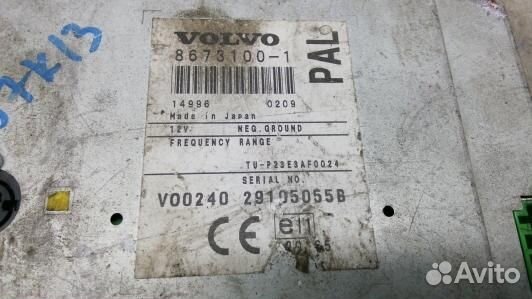 VOLVO
8673100-1
PAL
14996 0209
Made in Japan
12V NEG.GROUND
FREQUENCY RANGE
TU-P23E3AF0024
SERIAL NO.
V00240 29105055B
CE e11
Avito